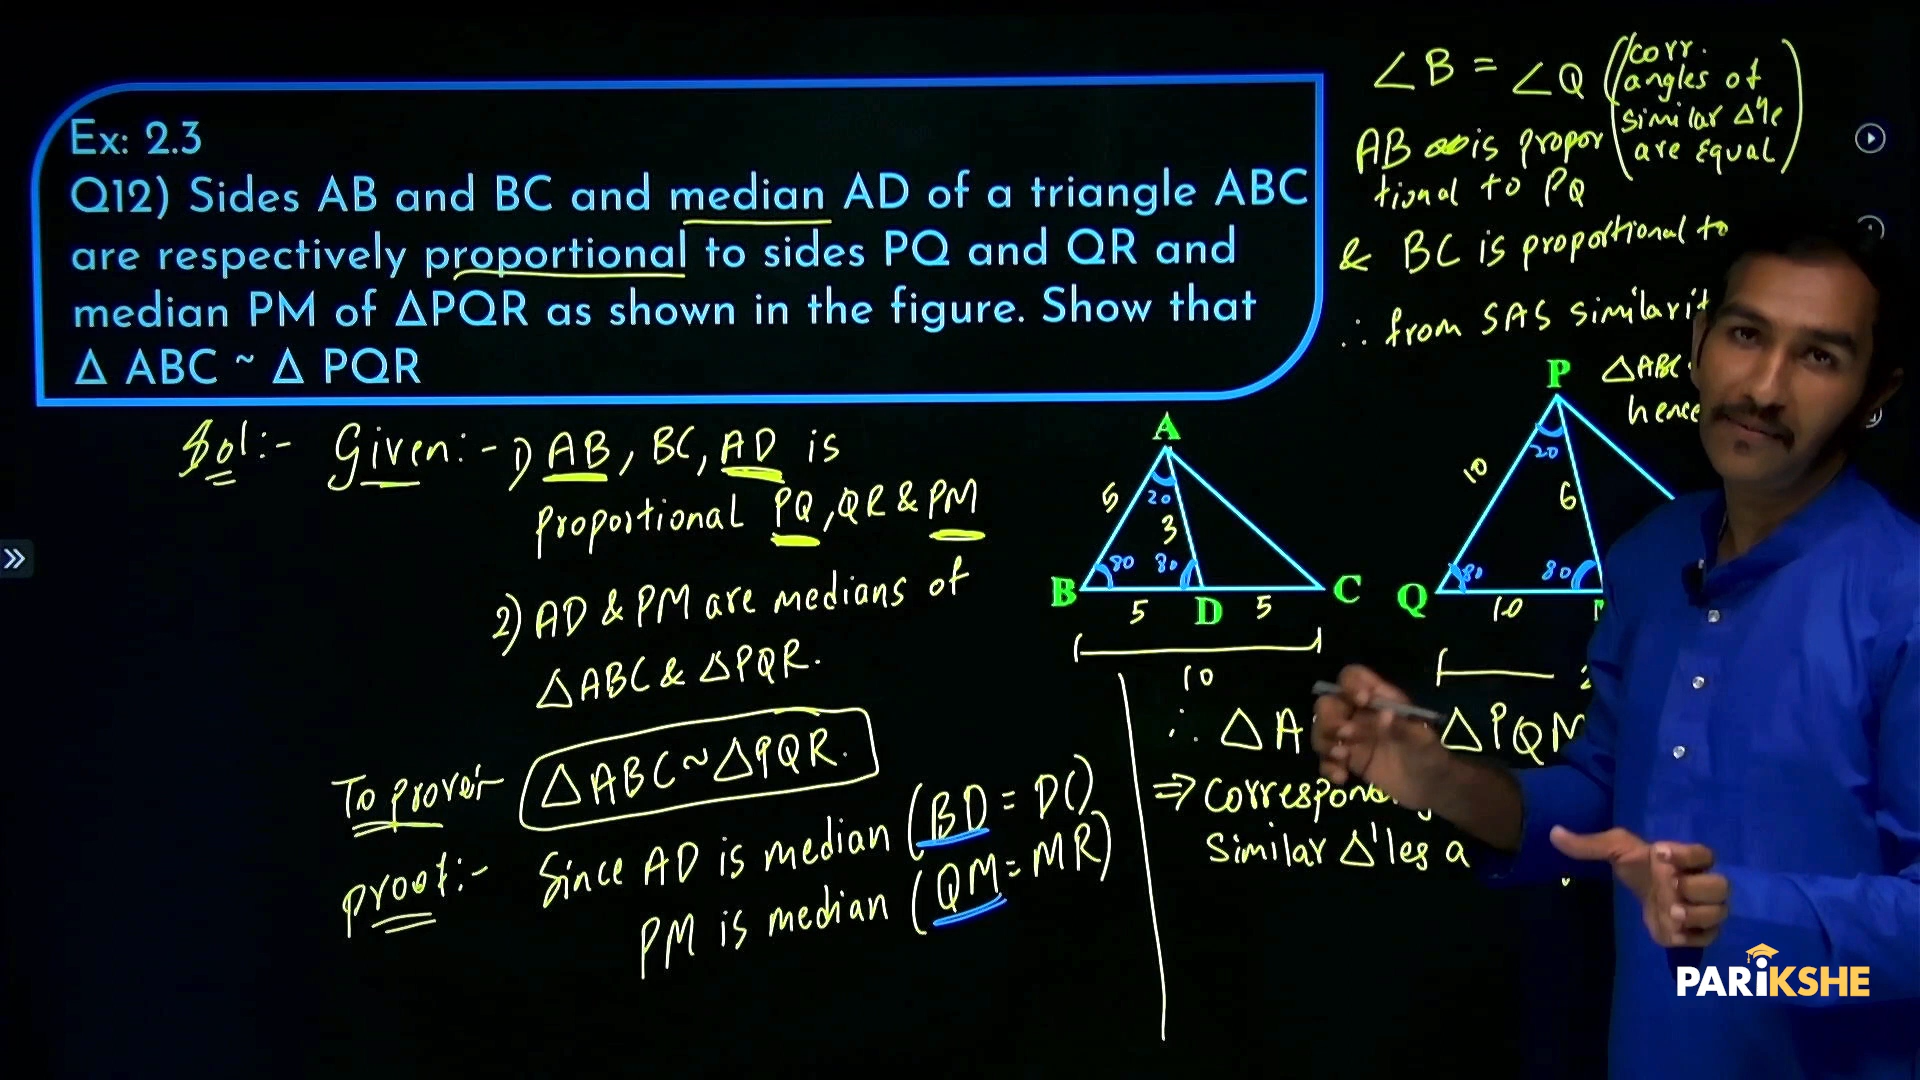 Ex: 2.3
Q12) Sides AB and BC and median AD of a triangle ABC
are respectively proportional to sides PQ and QR and
median PM of ΔPQR as shown in the figure. Show that
Δ ABC ~ Δ PQR
Sol:- Given:- 1) AB, BC, AD is
proportional PQ, QR & PM
2) AD & PM are medians of
ΔABC & ΔPQR.
To prove:- ΔABC ~ ΔPQR.
proof:- Since AD is median (BD = DC)
PM is median (QM = MR)
∠B = ∠Q (corr.
angles of
similar Δ'le
are equal)
AB is propor
tional to PQ
& BC is proportional to
∴ from SAS
ΔABC
hence
A
5
20
3
80
80
B
5
D
5
C
10
P
10
20
6
80
80
Q
10
∴ Δ A
ΔPQM
⇒
Similar Δ'les a
PARIKSHE